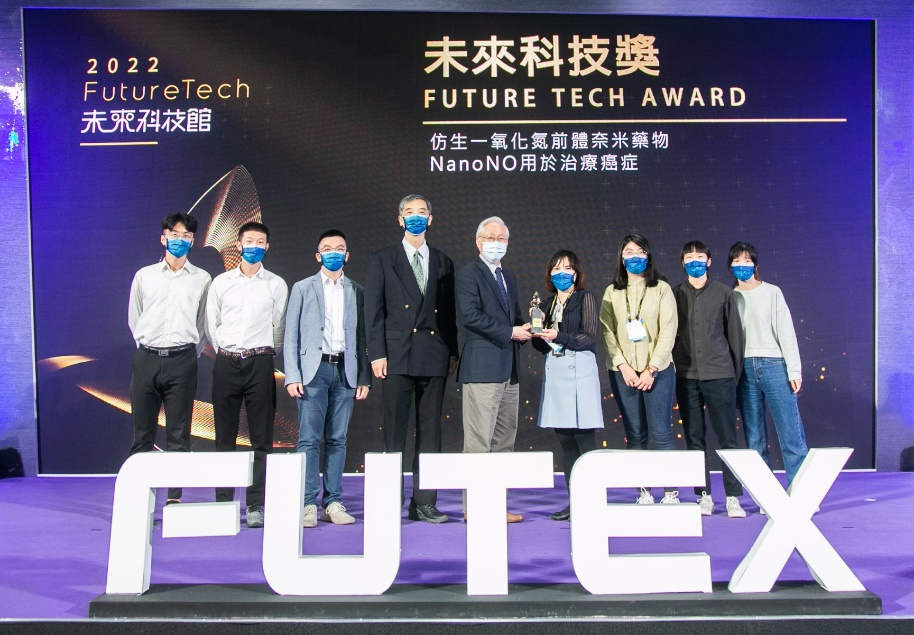 2022
FutureTech
未來科技館
未來科技獎
FUTURE TECH AWARD
仿生一氧化氮前體奈米藥物
NanoNO用於治療癌症
FUTEX